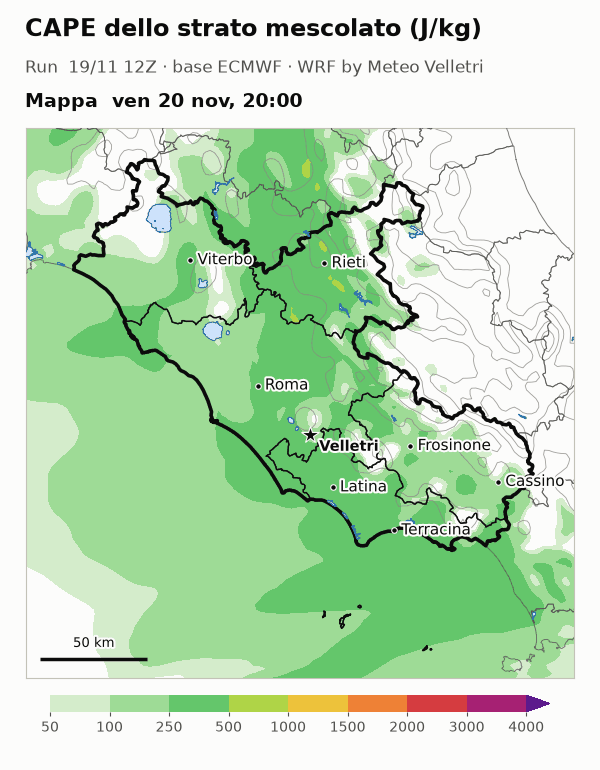 CAPE dello strato mescolato (J/kg)
Run  19/11 12Z · base ECMWF · WRF by Meteo Velletri
Mappa  ven 20 nov, 20:00
Viterbo
Rieti
Roma
Velletri
Frosinone
Cassino
Latina
Terracina
50 km
50 100 250 500 1000 1500 2000 3000 4000